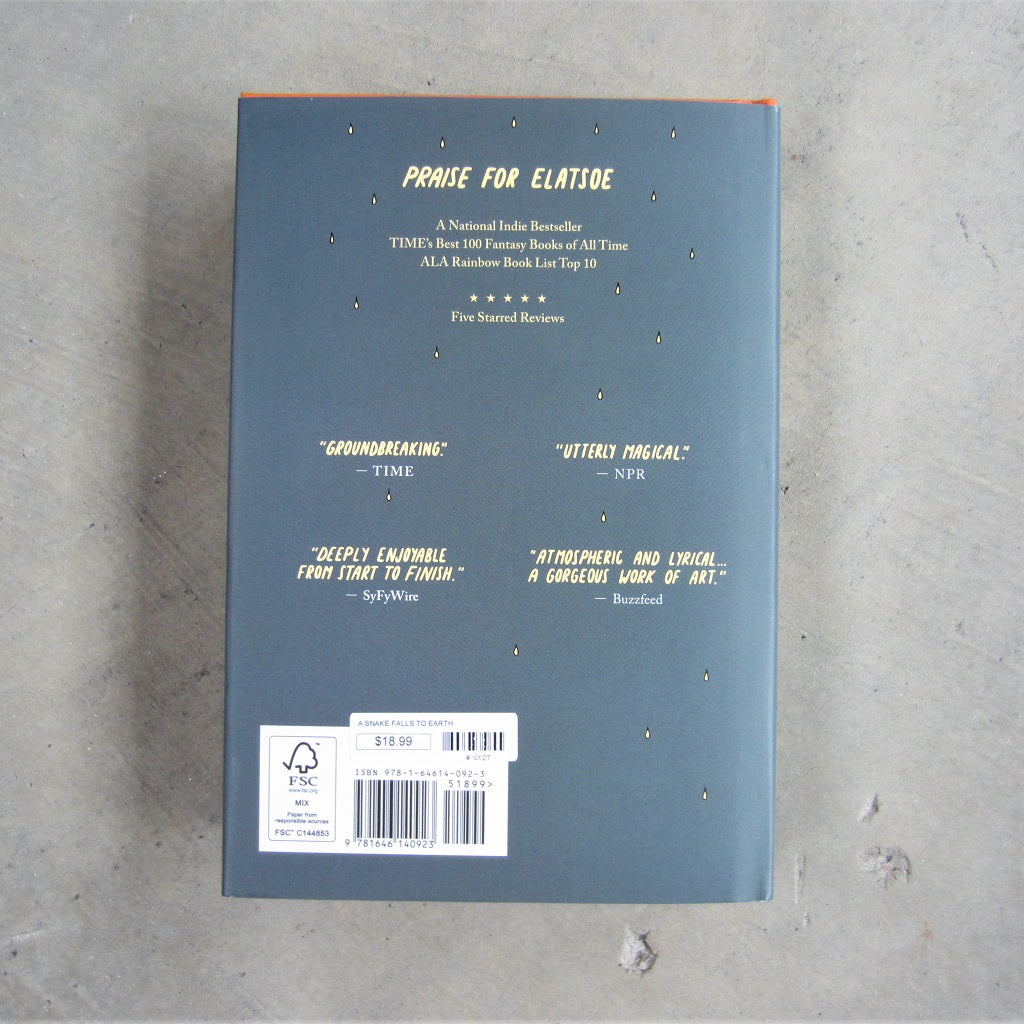 PRAISE FOR ELATSOE
A National Indie Bestseller
TIME's Best 100 Fantasy Books of All Time
ALA Rainbow Book List Top 10
★ ★ ★ ★ ★
Five Starred Reviews
"GROUNDBREAKING."
— TIME
"UTTERLY MAGICAL."
— NPR
"DEEPLY ENJOYABLE
FROM START TO FINISH."
— SyFyWire
"ATMOSPHERIC AND LYRICAL...
A GORGEOUS WORK OF ART."
— Buzzfeed
A SNAKE FALLS TO EARTH
$18.99
FSC
www.fsc.org
MIX
Paper from
responsible sources
FSC™ C144853
ISBN 978-1-64614-092-3
51899>
9 781646 140923